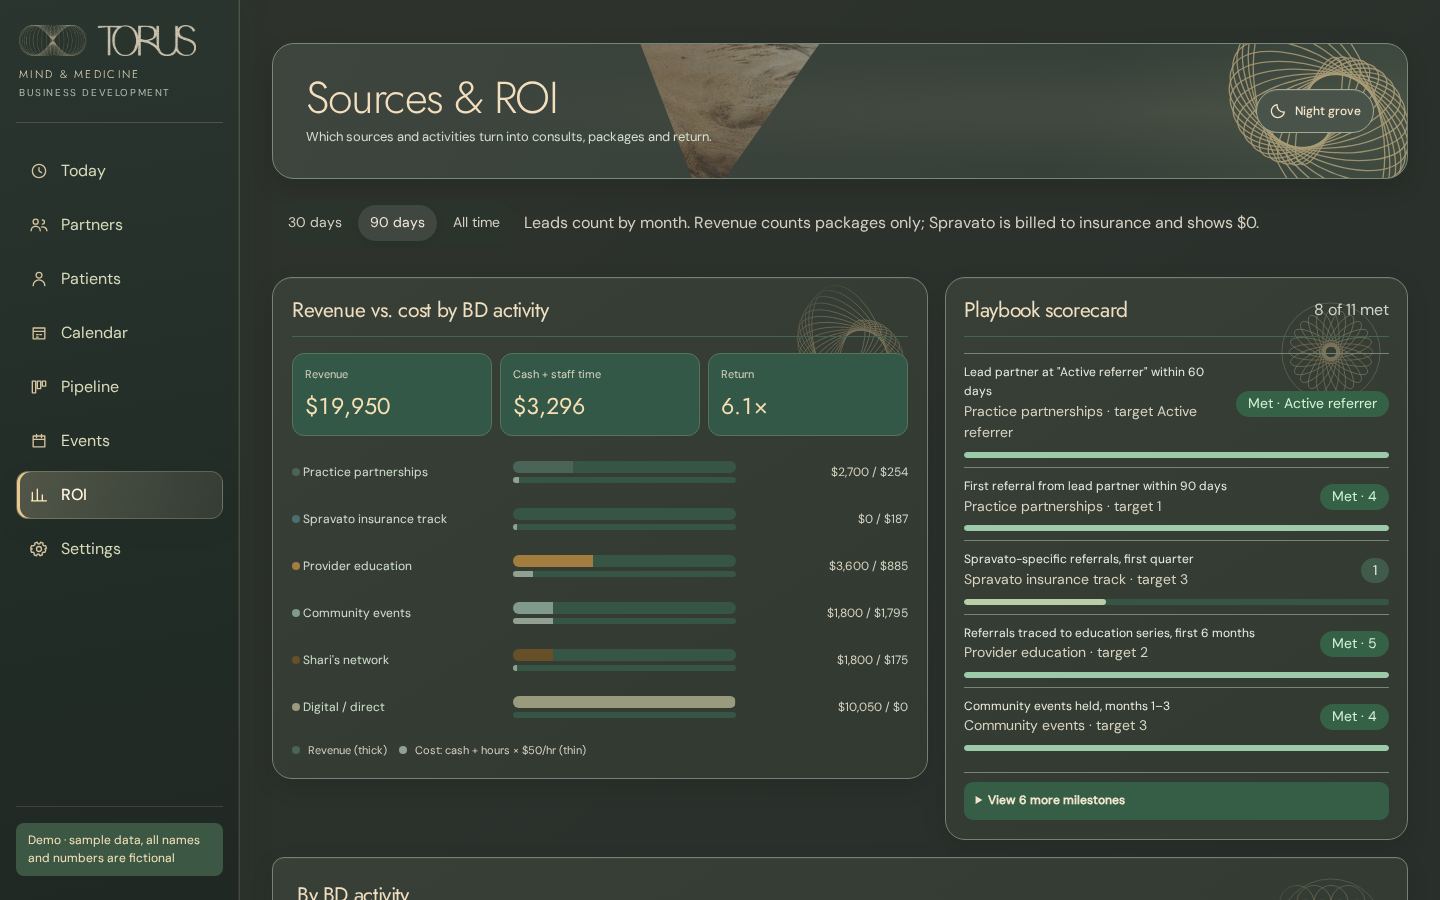 TORUS
MIND & MEDICINE
BUSINESS DEVELOPMENT
Today
Partners
Patients
Calendar
Pipeline
Events
ROI
Settings
Demo · sample data, all names
and numbers are fictional
Sources & ROI
Which sources and activities turn into consults, packages and return.
Night grove
30 days
90 days
All time
Leads count by month. Revenue counts packages only; Spravato is billed to insurance and shows $0.
Revenue vs. cost by BD activity
Revenue
$19,950
Cash + staff time
$3,296
Return
6.1×
Practice partnerships
$2,700 / $254
Spravato insurance track
$0 / $187
Provider education
$3,600 / $885
Community events
$1,800 / $1,795
Shari's network
$1,800 / $175
Digital / direct
$10,050 / $0
Revenue (thick)
Cost: cash + hours × $50/hr (thin)
Playbook scorecard
8 of 11 met
Lead partner at "Active referrer" within 60
days
Practice partnerships · target Active
referrer
Met · Active referrer
First referral from lead partner within 90 days
Practice partnerships · target 1
Met · 4
Spravato-specific referrals, first quarter
Spravato insurance track · target 3
1
Referrals traced to education series, first 6 months
Provider education · target 2
Met · 5
Community events held, months 1–3
Community events · target 3
Met · 4
View 6 more milestones
By BD activity